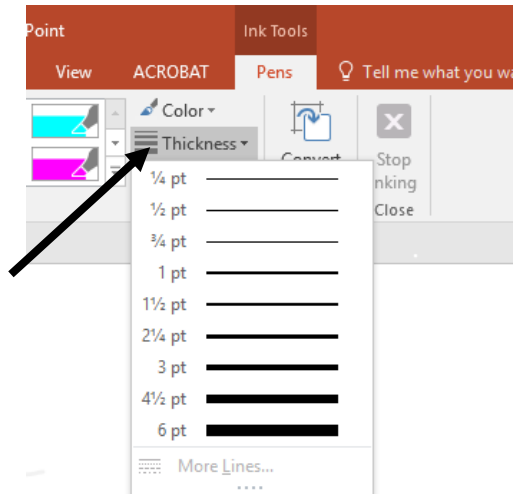 Point Ink Tools
View ACROBAT Pens Tell me what you wa
Color
Thickness
Convert Stop
nking
Close
¼ pt
½ pt
¾ pt
1 pt
1½ pt
2¼ pt
3 pt
4½ pt
6 pt
More Lines...